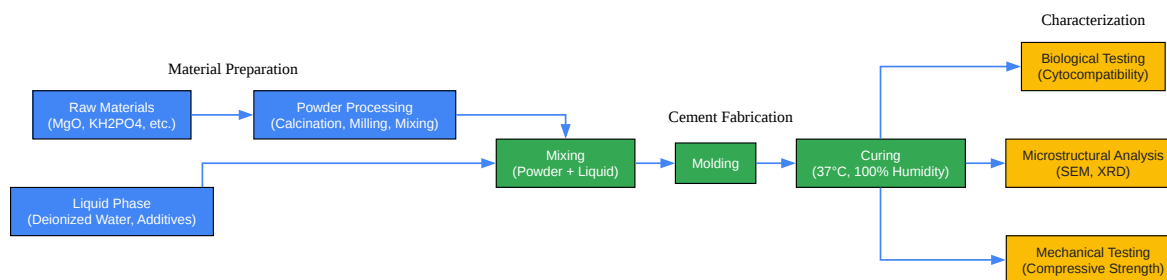 Characterization
Biological Testing
(Cytocompatibility)
Material Preparation
Raw Materials
(MgO, KH2PO4, etc.)
Powder Processing
(Calcination, Milling, Mixing)
Cement Fabrication
Mixing
(Powder + Liquid)
Molding
Curing
(37°C, 100% Humidity)
Microstructural Analysis
(SEM, XRD)
Liquid Phase
(Deionized Water, Additives)
Mechanical Testing
(Compressive Strength)